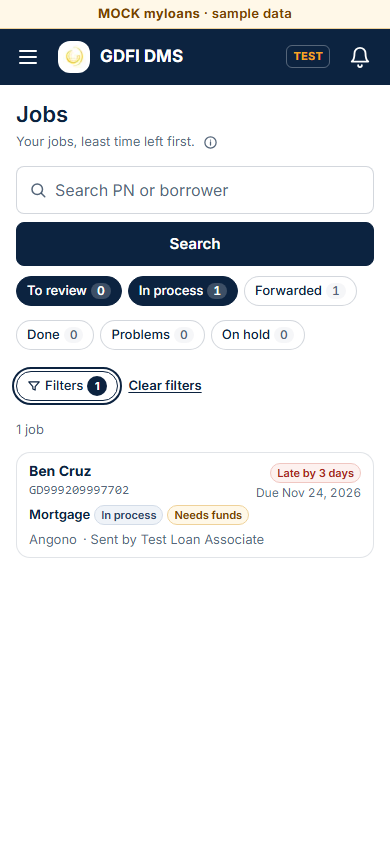 MOCK myloans · sample data
GDFI DMS
TEST
Jobs
Your jobs, least time left first.
Search PN or borrower
Search
To review 0
In process 1
Forwarded 1
Done 0
Problems 0
On hold 0
Filters 1
Clear filters
1 job
Ben Cruz
Late by 3 days
GD999209997702
Due Nov 24, 2026
Mortgage
In process
Needs funds
Angono · Sent by Test Loan Associate